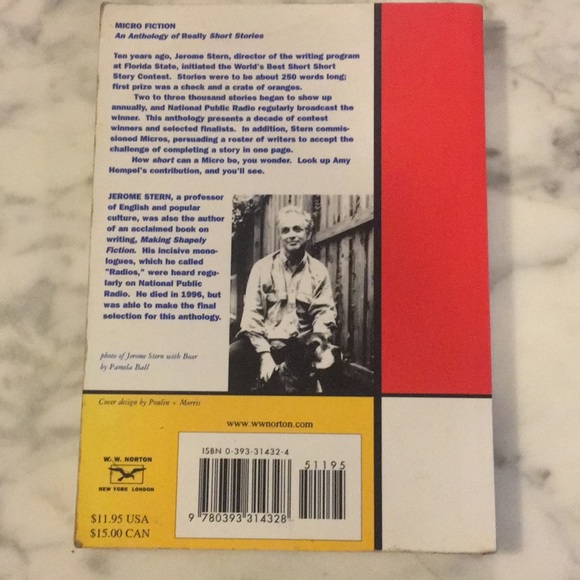 MICRO FICTION
An Anthology of Really Short Stories
Ten years ago, Jerome Stern, director of the writing program
at Florida State, initiated the World's Best Short Short
Story Contest. Stories were to be about 250 words long;
first prize was a check and a crate of oranges.
Two to three thousand stories began to show up
annually, and National Public Radio regularly broadcast the
winner. This anthology presents a decade of contest
winners and selected finalists. In addition, Stern commis-
sioned Micros, persuading a roster of writers to accept the
challenge of completing a story in one page.
How short can a Micro be, you wonder. Look up Amy
Hempel's contribution, and you'll see.
JEROME STERN, a professor
of English and popular
culture, was also the author
of an acclaimed book on
writing, Making Shapely
Fiction. His incisive mono-
logues, which he called
"Radios," were heard regu-
larly on National Public
Radio. He died in 1996, but
was able to make the final
selection for this anthology.
photo of Jerome Stern with Bear
by Pamela Ball
Cover design by Poulin + Morris
www.wwnorton.com
ISBN 0-393-31432-4
51195
9 780393 314328
W. W. NORTON
NEW YORK LONDON
$11.95 USA
$15.00 CAN